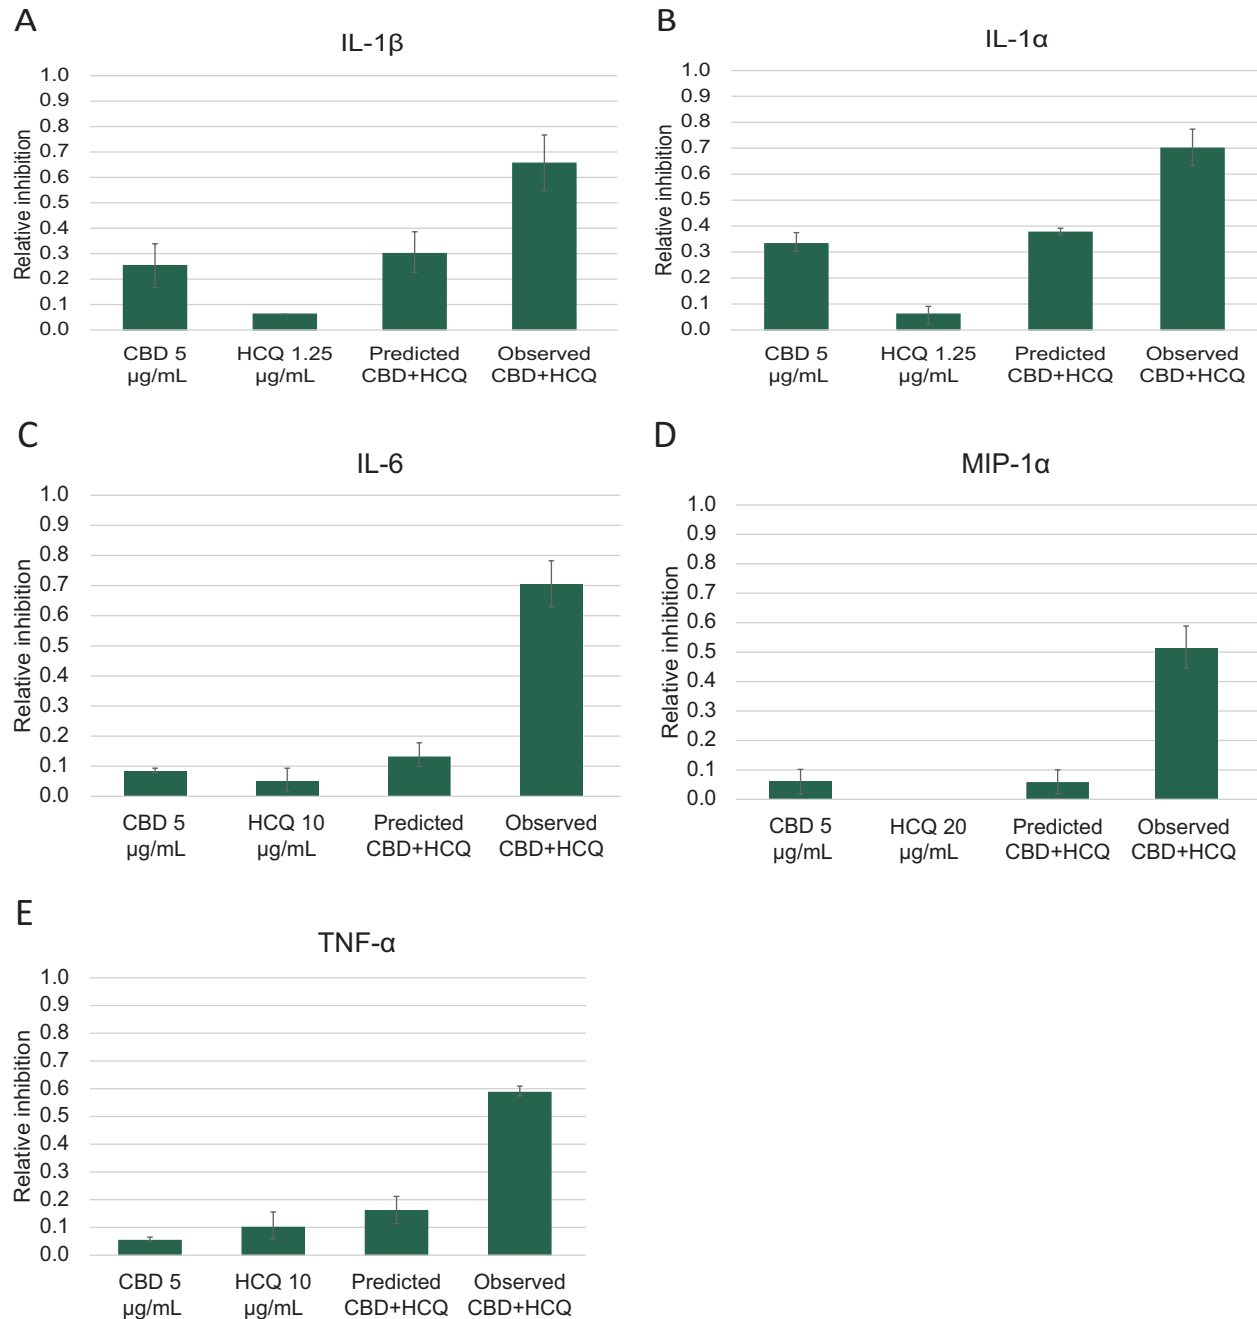 A
IL-1β
Relative inhibition
1.0
0.9
0.8
0.7
0.6
0.5
0.4
0.3
0.2
0.1
0.0
CBD 5 HCQ 1.25 Predicted Observed
µg/mL µg/mL CBD+HCQ CBD+HCQ
B
IL-1α
Relative inhibition
1.0
0.9
0.8
0.7
0.6
0.5
0.4
0.3
0.2
0.1
0.0
CBD 5 HCQ 1.25 Predicted Observed
µg/mL µg/mL CBD+HCQ CBD+HCQ
C
IL-6
Relative inhibition
1.0
0.9
0.8
0.7
0.6
0.5
0.4
0.3
0.2
0.1
0.0
CBD 5 HCQ 10 Predicted Observed
µg/mL µg/mL CBD+HCQ CBD+HCQ
D
MIP-1α
Relative inhibition
1.0
0.9
0.8
0.7
0.6
0.5
0.4
0.3
0.2
0.1
0.0
CBD 5 HCQ 20 Predicted Observed
µg/mL µg/mL CBD+HCQ CBD+HCQ
E
TNF-α
Relative inhibition
1.0
0.9
0.8
0.7
0.6
0.5
0.4
0.3
0.2
0.1
0.0
CBD 5 HCQ 10 Predicted Observed
µg/mL µg/mL CBD+HCQ CBD+HCQ